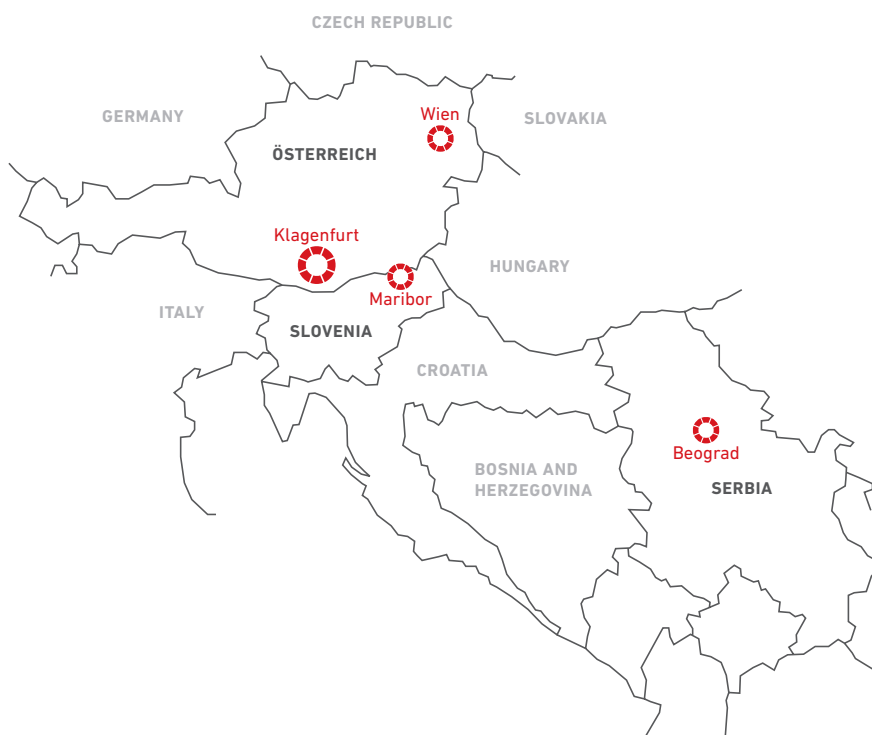 CZECH REPUBLIC
GERMANY
Wien
SLOVAKIA
ÖSTERREICH
Klagenfurt
HUNGARY
Maribor
ITALY
SLOVENIA
CROATIA
Beograd
BOSNIA AND
HERZEGOVINA
SERBIA